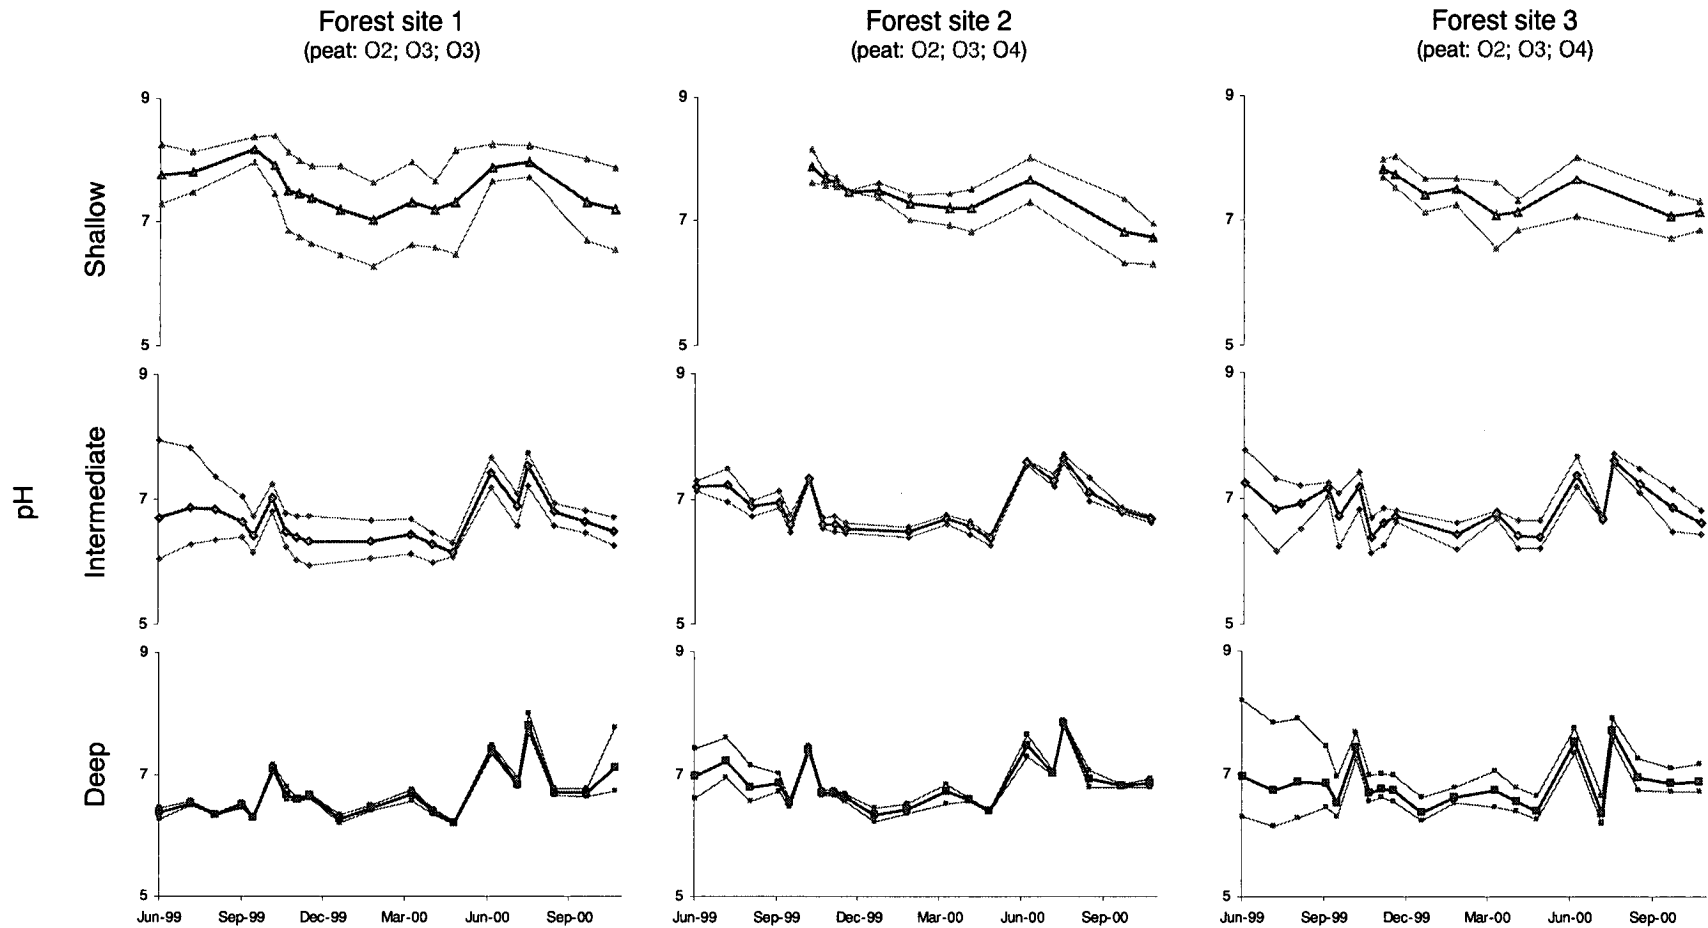 Forest site 1
(peat: O2; O3; O3)
Forest site 2
(peat: O2; O3; O4)
Forest site 3
(peat: O2; O3; O4)
pH
Shallow
9
7
5
9
7
5
9
7
5
Intermediate
9
7
5
9
7
5
9
7
5
Deep
9
7
5
9
7
5
9
7
5
Jun-99 Sep-99 Dec-99 Mar-00 Jun-00 Sep-00
Jun-99 Sep-99 Dec-99 Mar-00 Jun-00 Sep-00
Jun-99 Sep-99 Dec-99 Mar-00 Jun-00 Sep-00